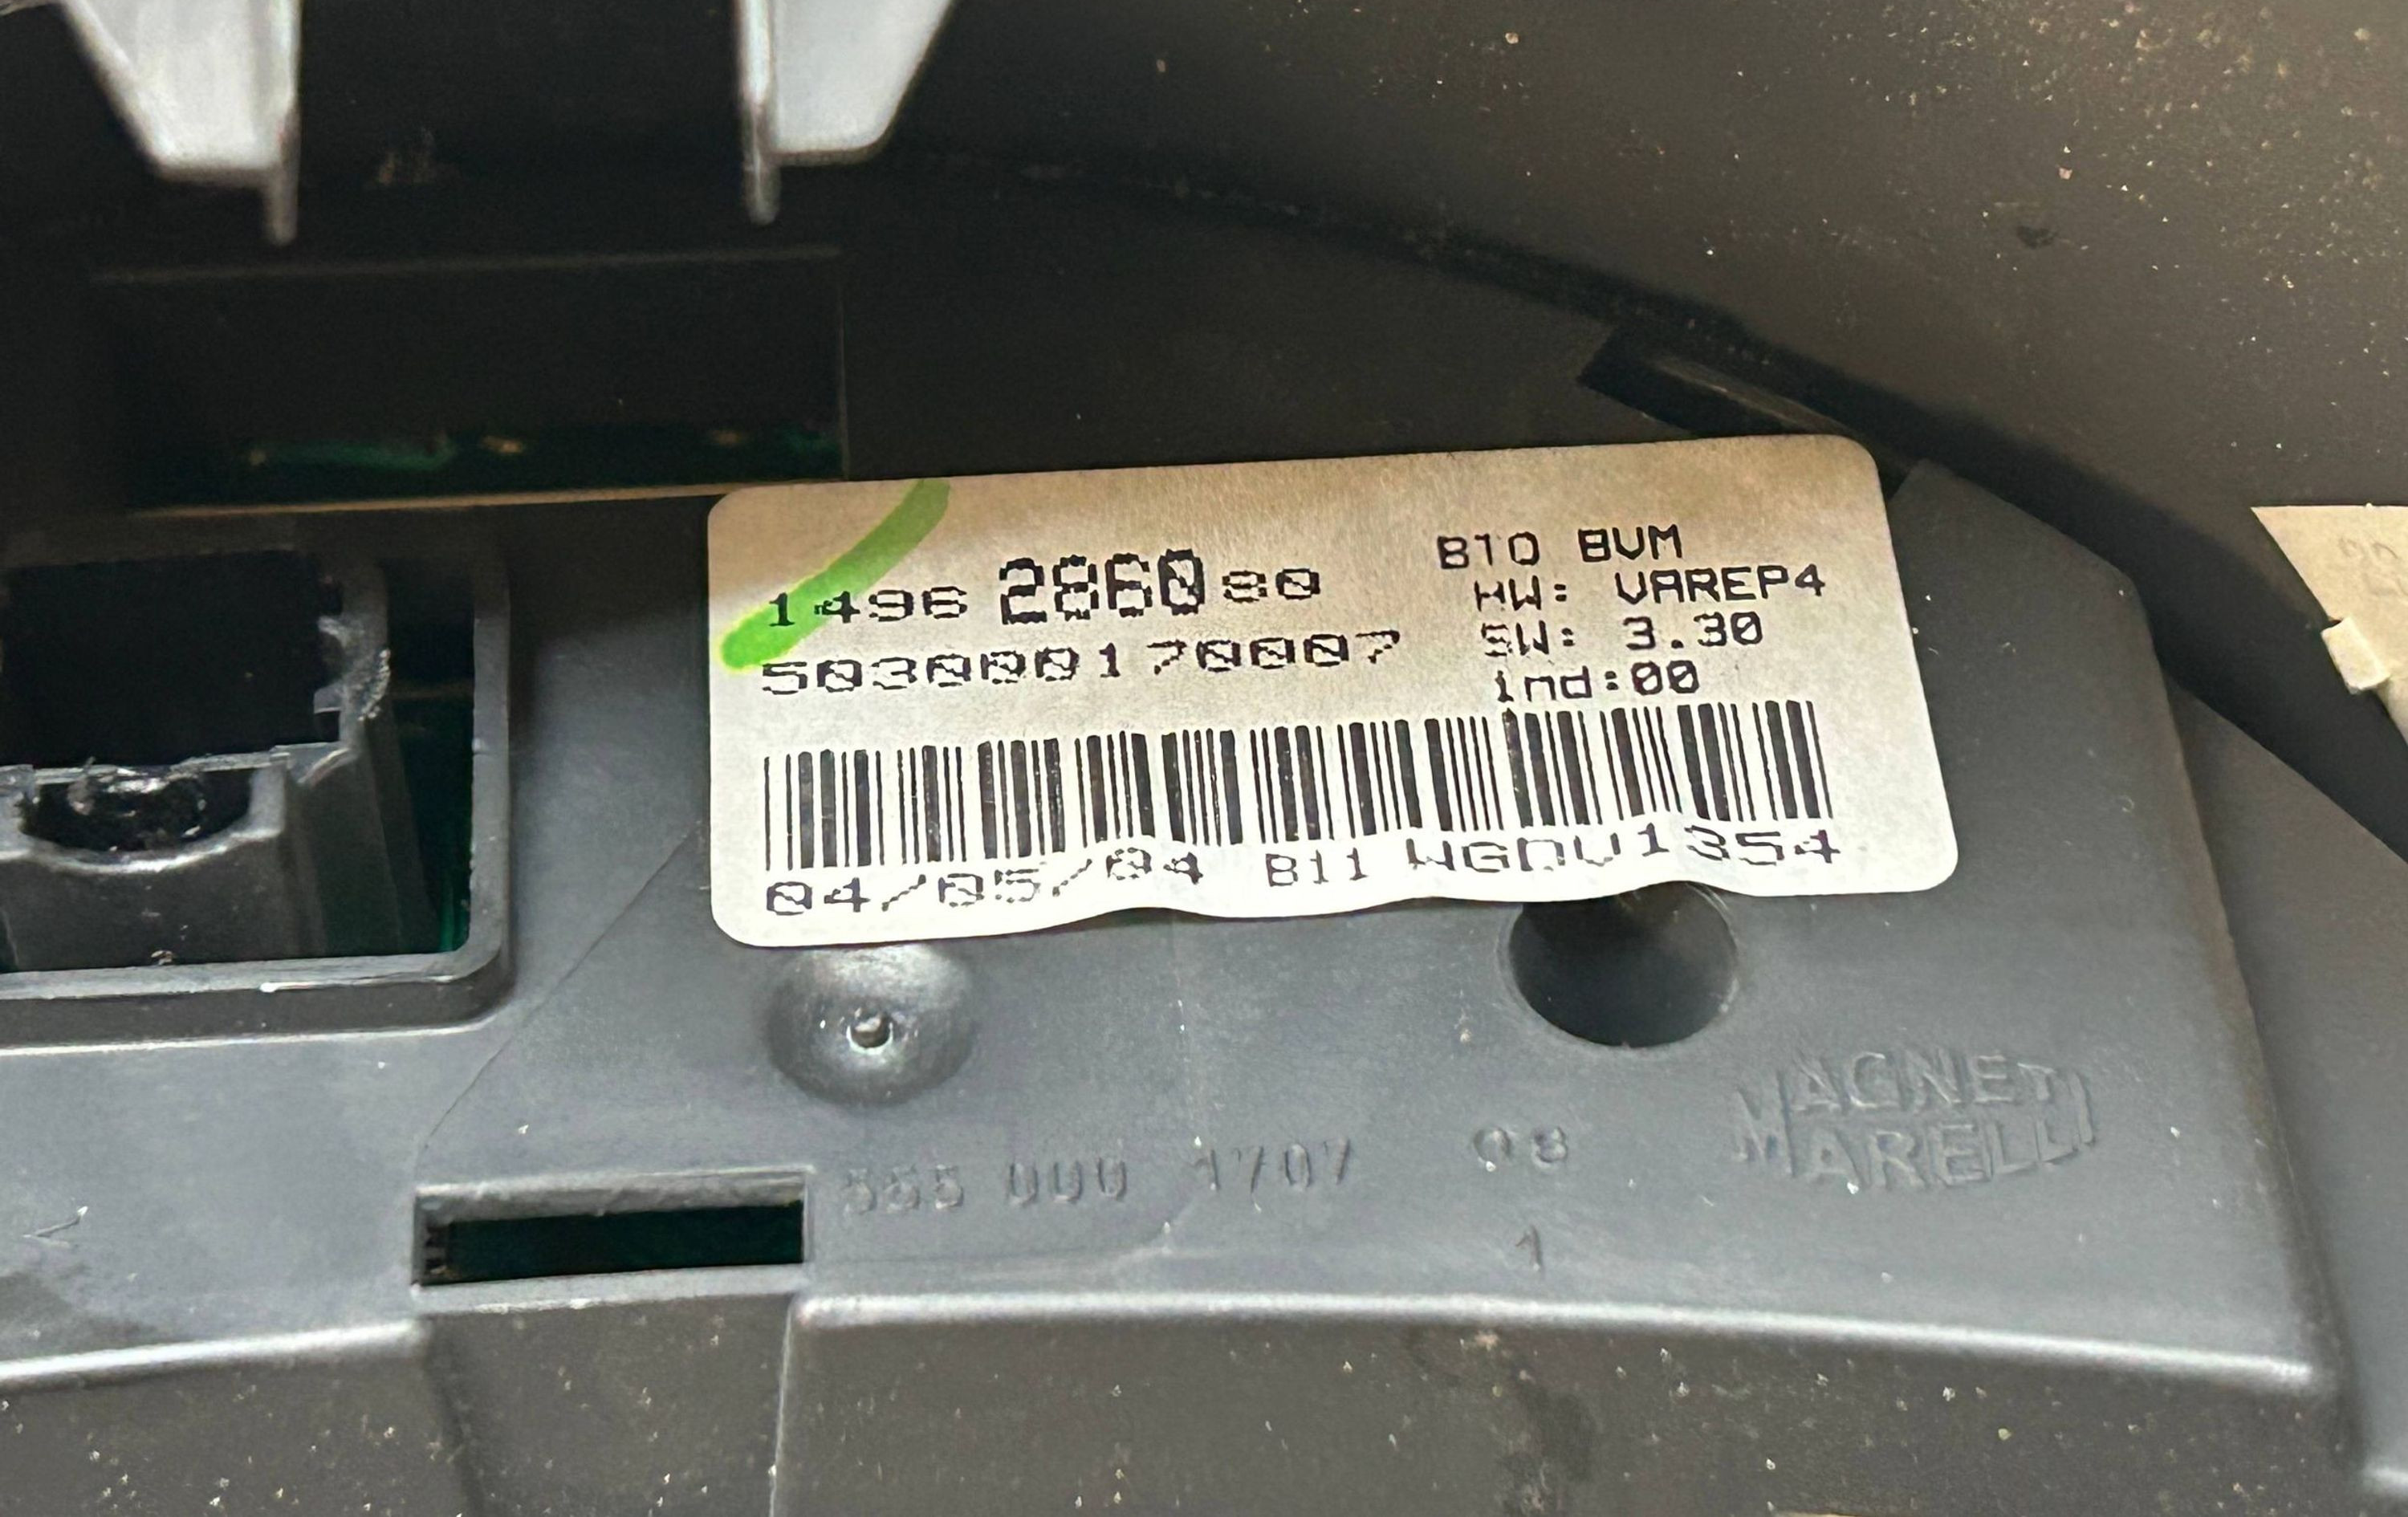 1496 2860 80
503000170007
B10 BVM
HW: VAREP4
SW: 3.30
ind:00
04/05/04 B11 WGNV1354
555 000 1707 08
1
MAGNETI
MARELLI